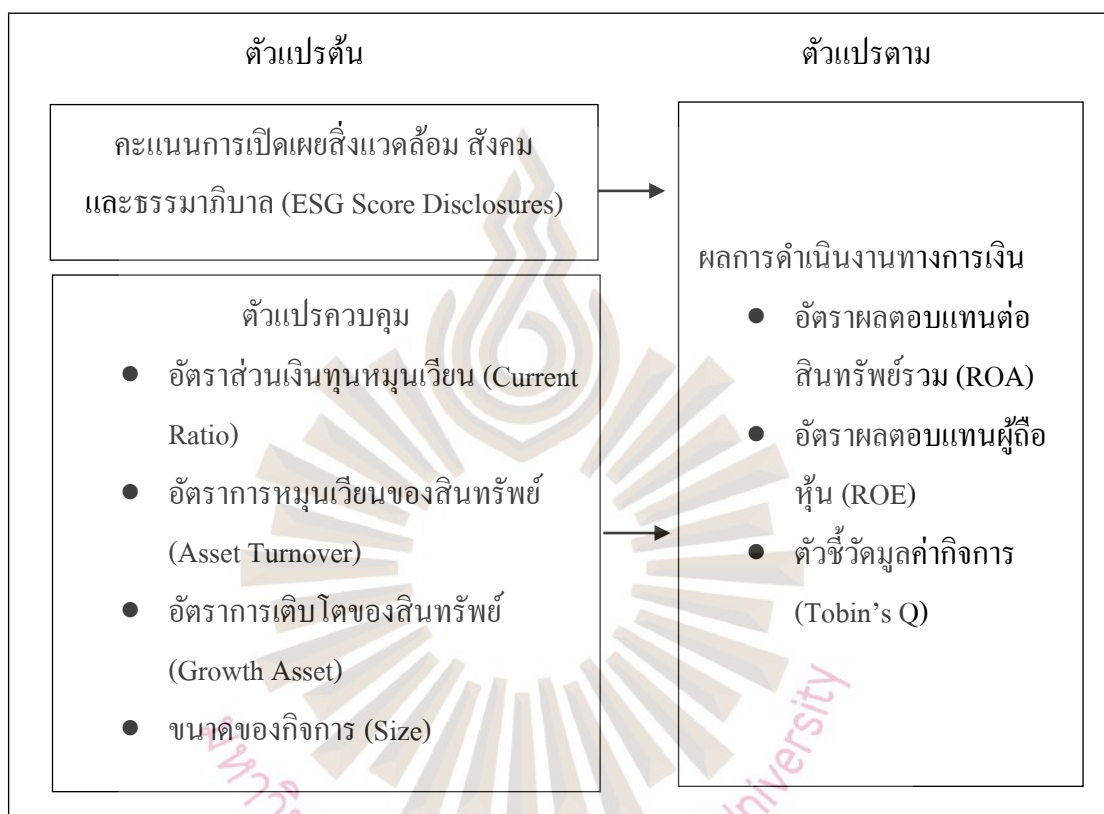 ตัวแปรต้น
ตัวแปรตาม
คะแนนการเปิดเผยสิ่งแวดล้อม สังคม
และธรรมาภิบาล (ESG Score Disclosures)
ตัวแปรควบคุม
● อัตราส่วนเงินทุนหมุนเวียน (Current
Ratio)
● อัตราการหมุนเวียนของสินทรัพย์
(Asset Turnover)
● อัตราการเติบโตของสินทรัพย์
(Growth Asset)
● ขนาดของกิจการ (Size)
ผลการดำเนินงานทางการเงิน
● อัตราผลตอบแทนต่อ
สินทรัพย์รวม (ROA)
● อัตราผลตอบแทนผู้ถือ
หุ้น (ROE)
● ตัวชี้วัดมูลค่ากิจการ
(Tobin’s Q)
University